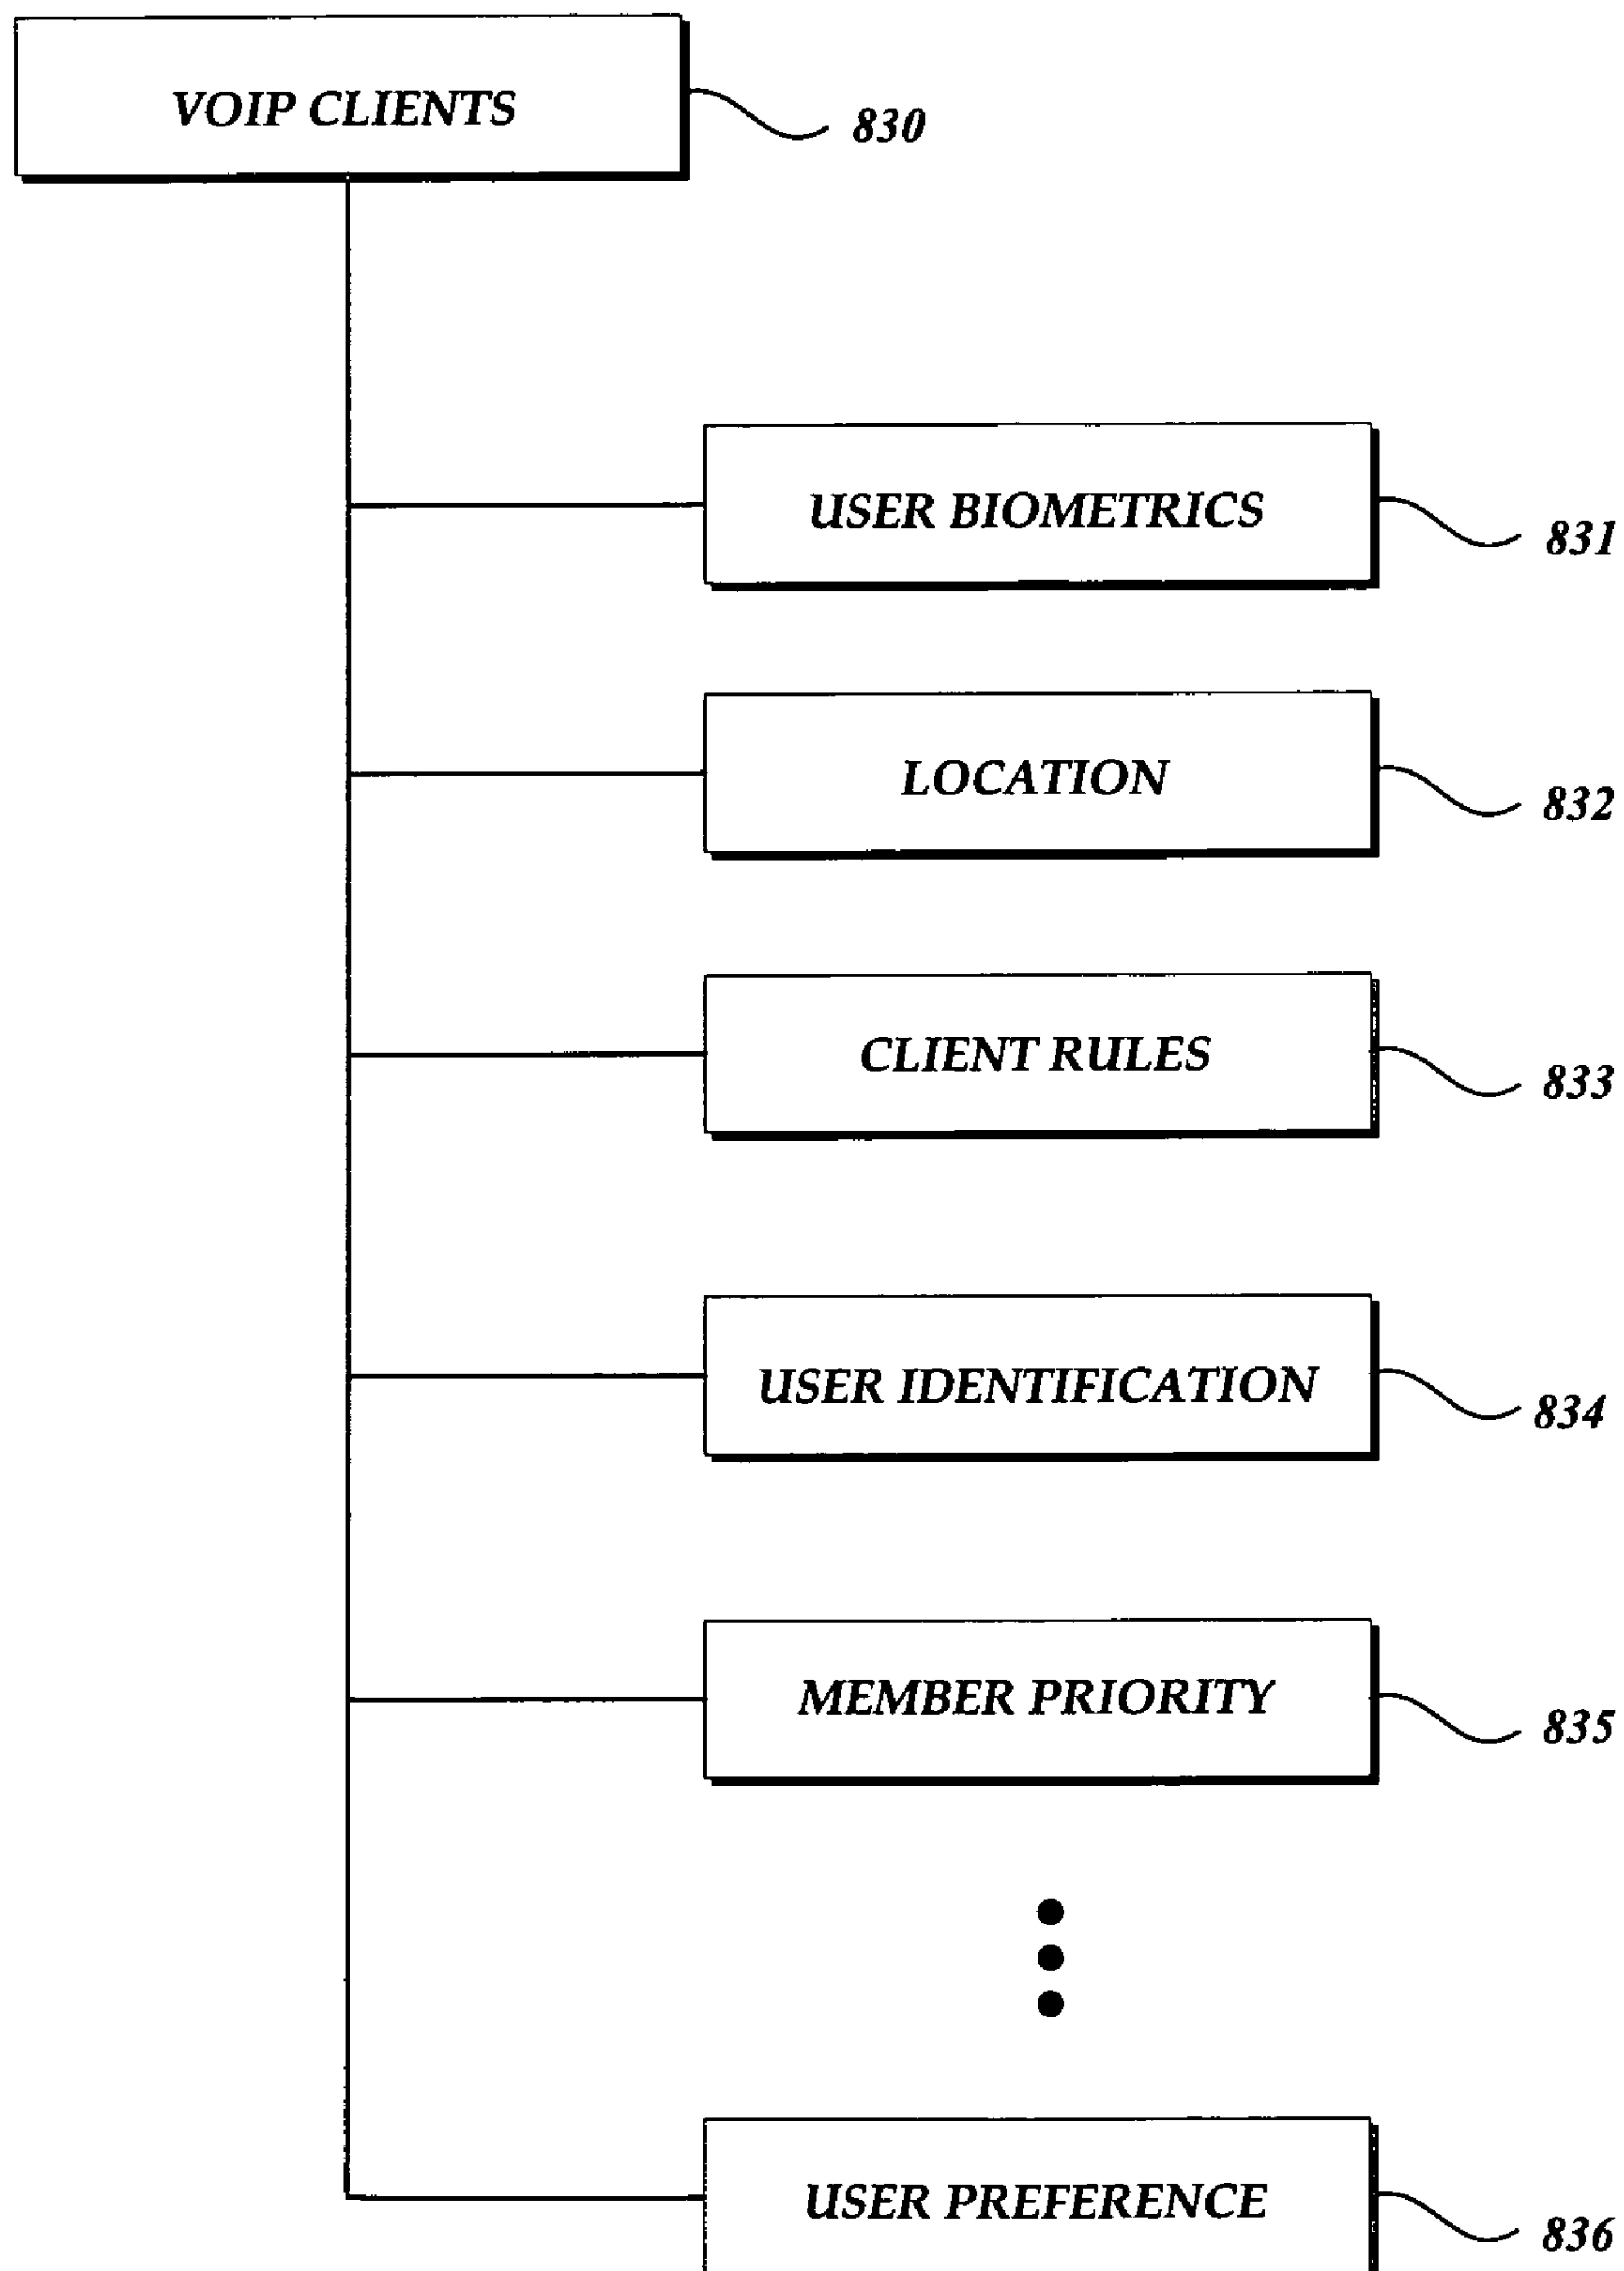 VOIP CLIENTS
830
USER BIOMETRICS
831
LOCATION
832
CLIENT RULES
833
USER IDENTIFICATION
834
MEMBER PRIORITY
835
USER PREFERENCE
836